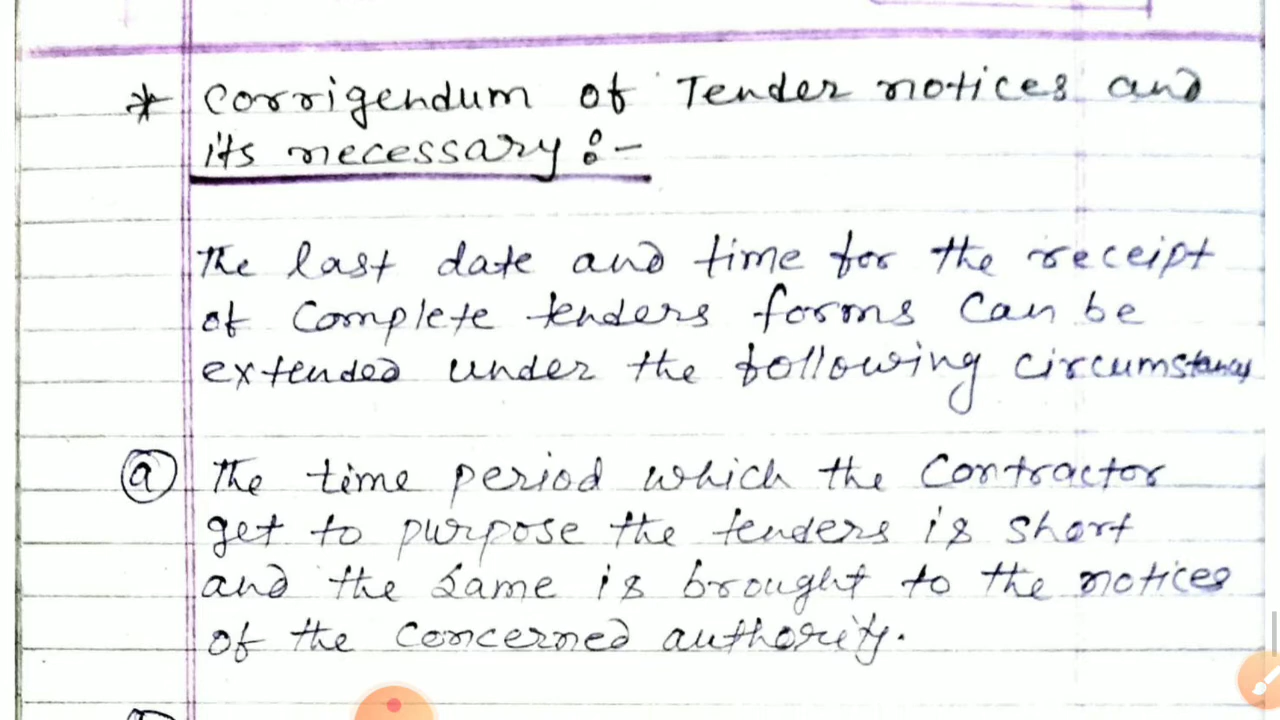 * Corrigendum of Tender notices and
its necessary :-
The last date and time for the receipt
of Complete tenders forms Can be
extended under the following circumstances
(a) The time period which the Contractor
get to purpose the tenders is short
and the same is brought to the notices
of the Concerned authority.